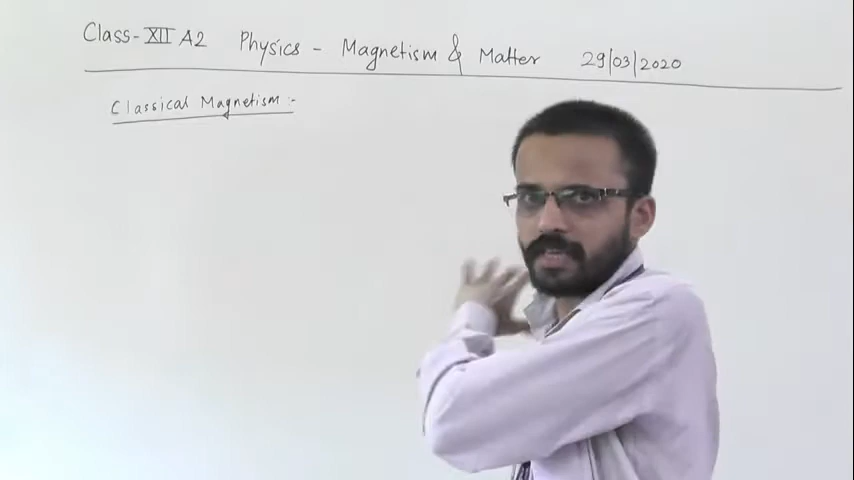 Class-XII A2 Physics - Magnetism & Matter 29/03/2020
Classical Magnetism :-